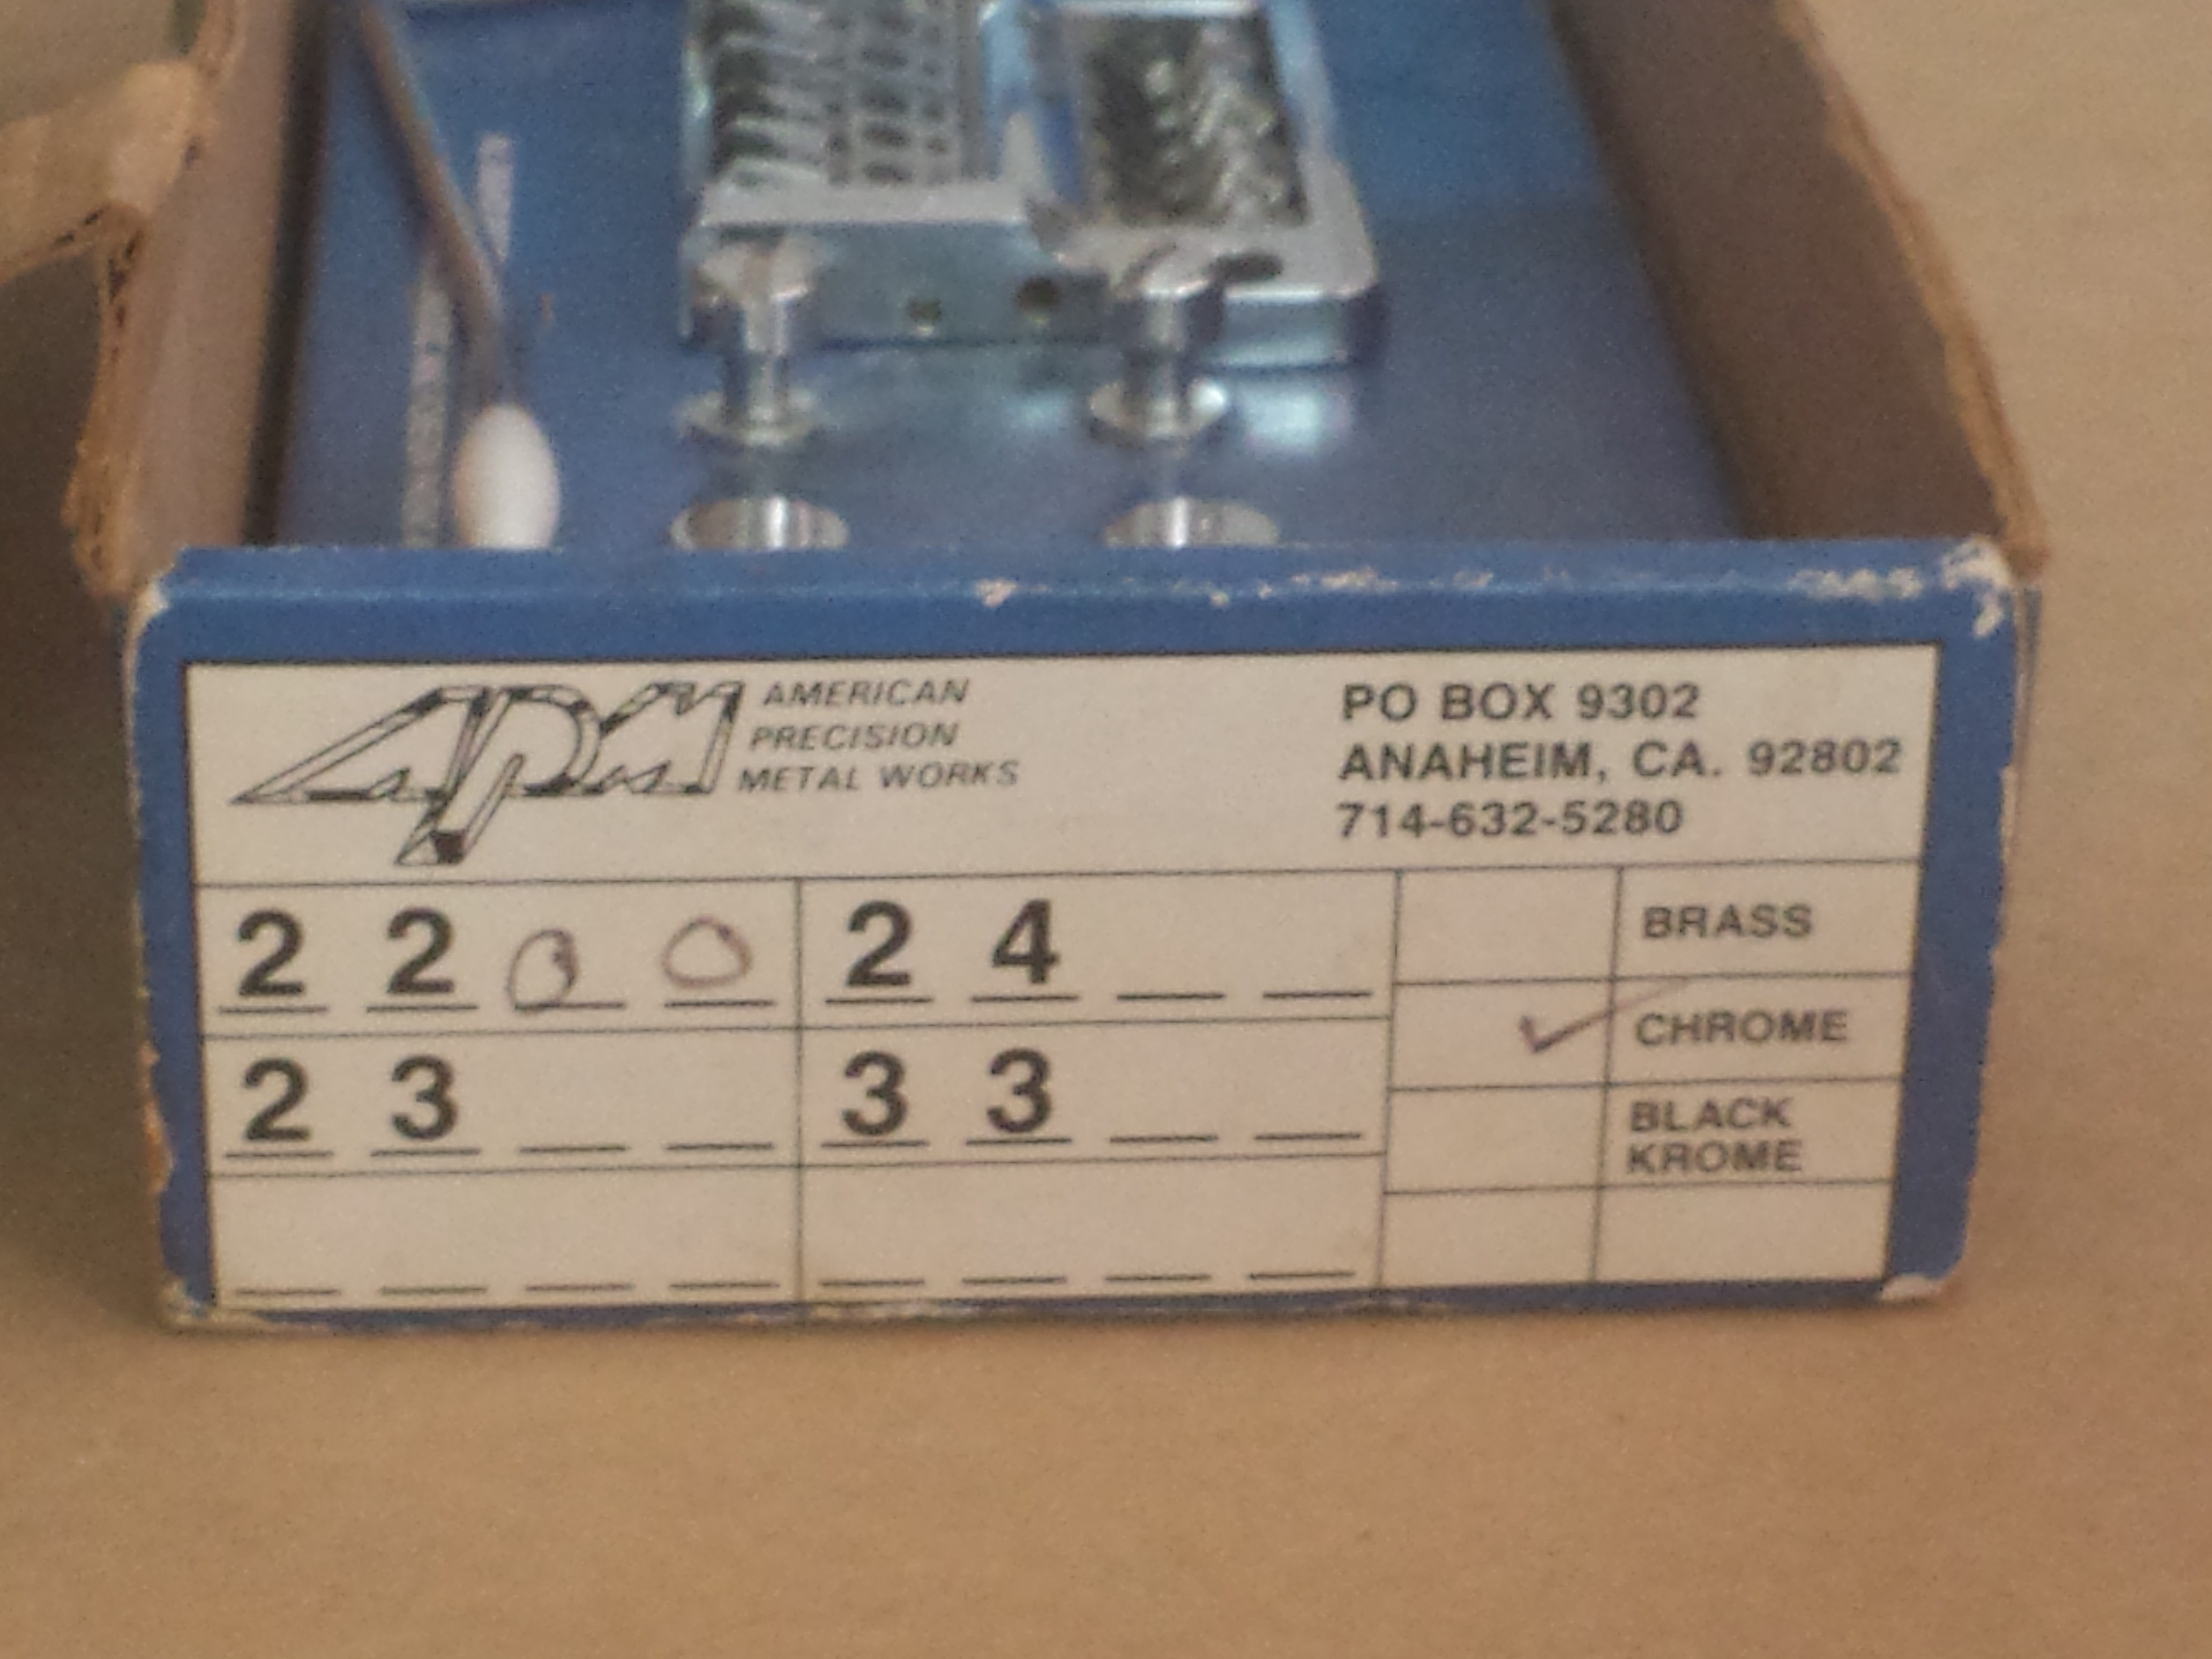 APM
AMERICAN
PRECISION
METAL WORKS
PO BOX 9302
ANAHEIM, CA. 92802
714-632-5280
2 2 0 0
2 4 _ _
BRASS
✓ CHROME
2 3 _ _
3 3 _ _
BLACK
KROME